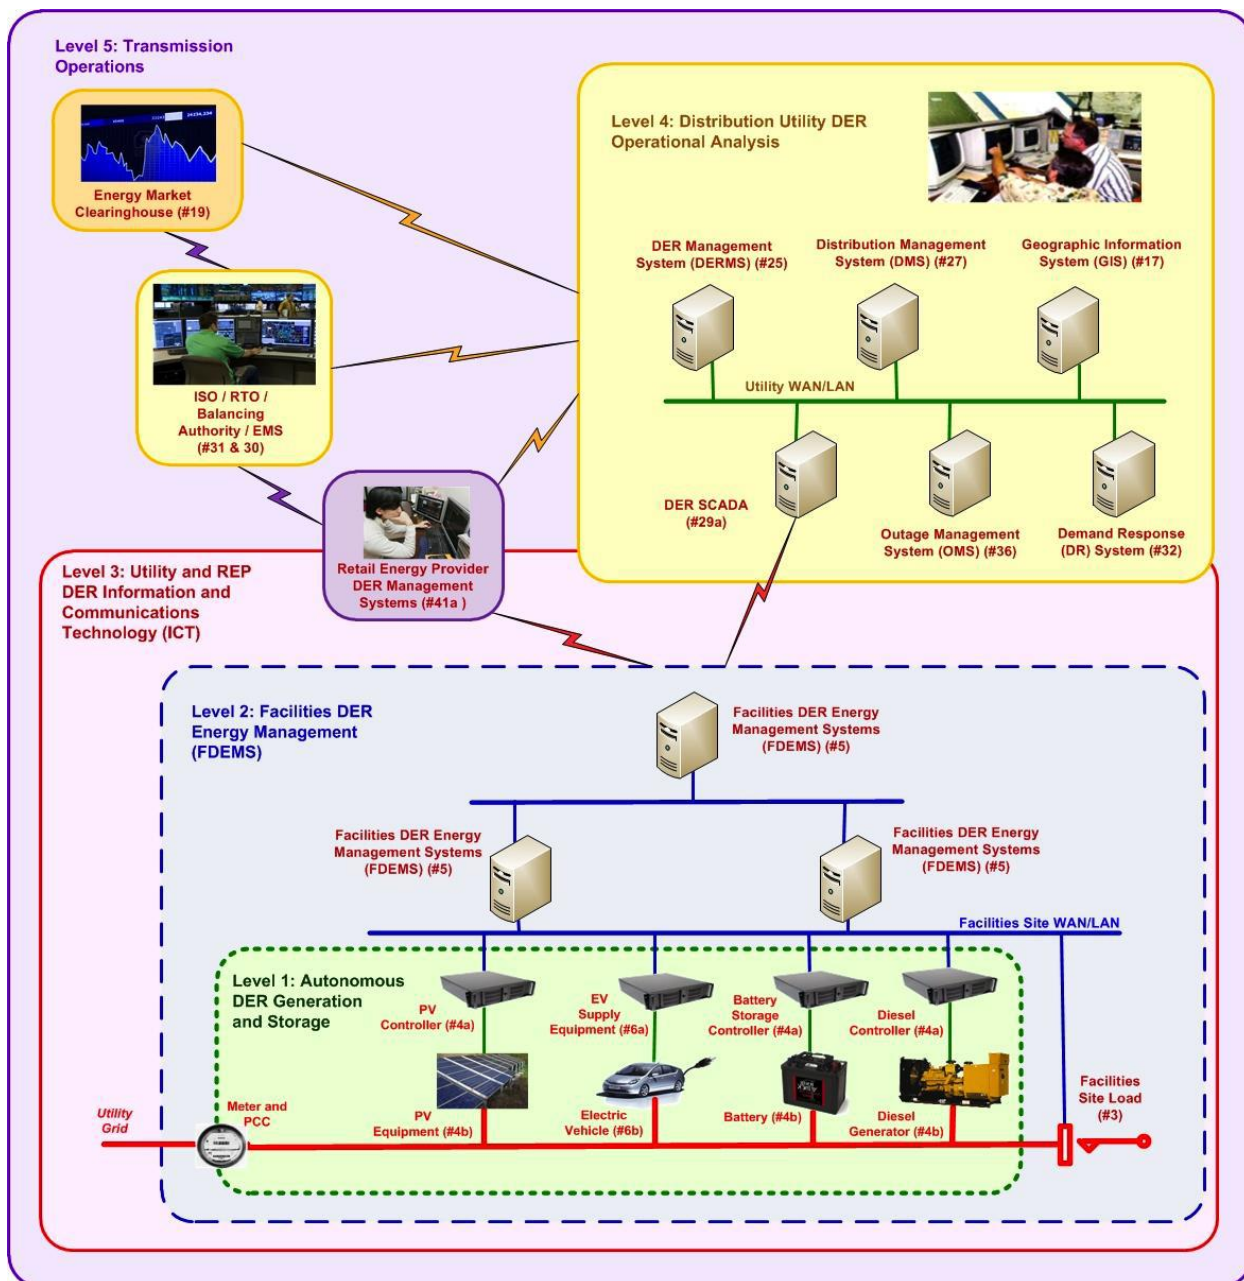 Level 5: Transmission
Operations
24234,234
Energy Market
Clearinghouse (#19)
ISO / RTO /
Balancing
Authority / EMS
(#31 & 30)
Level 4: Distribution Utility DER
Operational Analysis
DER Management
System (DERMS) (#25)
Distribution Management
System (DMS) (#27)
Geographic Information
System (GIS) (#17)
Utility WAN/LAN
DER SCADA
(#29a)
Outage Management
System (OMS) (#36)
Demand Response
(DR) System (#32)
Retail Energy Provider
DER Management
Systems (#41a )
Level 3: Utility and REP
DER Information and
Communications
Technology (ICT)
Level 2: Facilities DER
Energy Management
(FDEMS)
Facilities DER Energy
Management Systems
(FDEMS) (#5)
Facilities DER Energy
Management Systems
(FDEMS) (#5)
Facilities DER Energy
Management Systems
(FDEMS) (#5)
Facilities Site WAN/LAN
Level 1: Autonomous
DER Generation
and Storage
PV
Controller (#4a)
EV
Supply
Equipment (#6a)
Battery
Storage
Controller (#4a)
Diesel
Controller (#4a)
Utility
Grid
Meter and
PCC
PV
Equipment (#4b)
Electric
Vehicle (#6b)
Battery (#4b)
Diesel
Generator (#4b)
Facilities
Site Load
(#3)